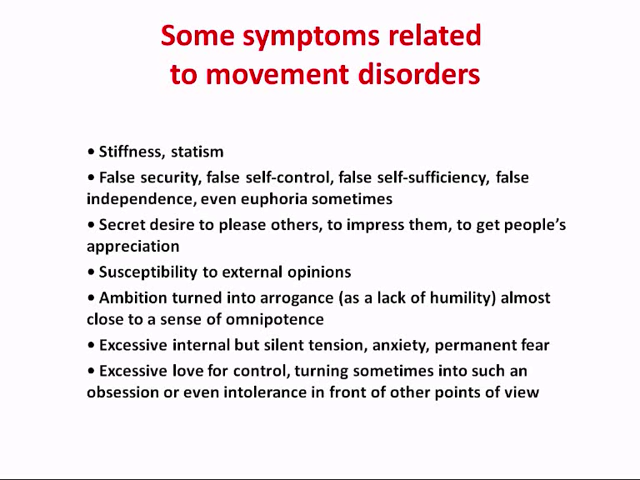 Some symptoms related
to movement disorders
• Stiffness, statism
• False security, false self-control, false self-sufficiency, false
independence, even euphoria sometimes
• Secret desire to please others, to impress them, to get people’s
appreciation
• Susceptibility to external opinions
• Ambition turned into arrogance (as a lack of humility) almost
close to a sense of omnipotence
• Excessive internal but silent tension, anxiety, permanent fear
• Excessive love for control, turning sometimes into such an
obsession or even intolerance in front of other points of view